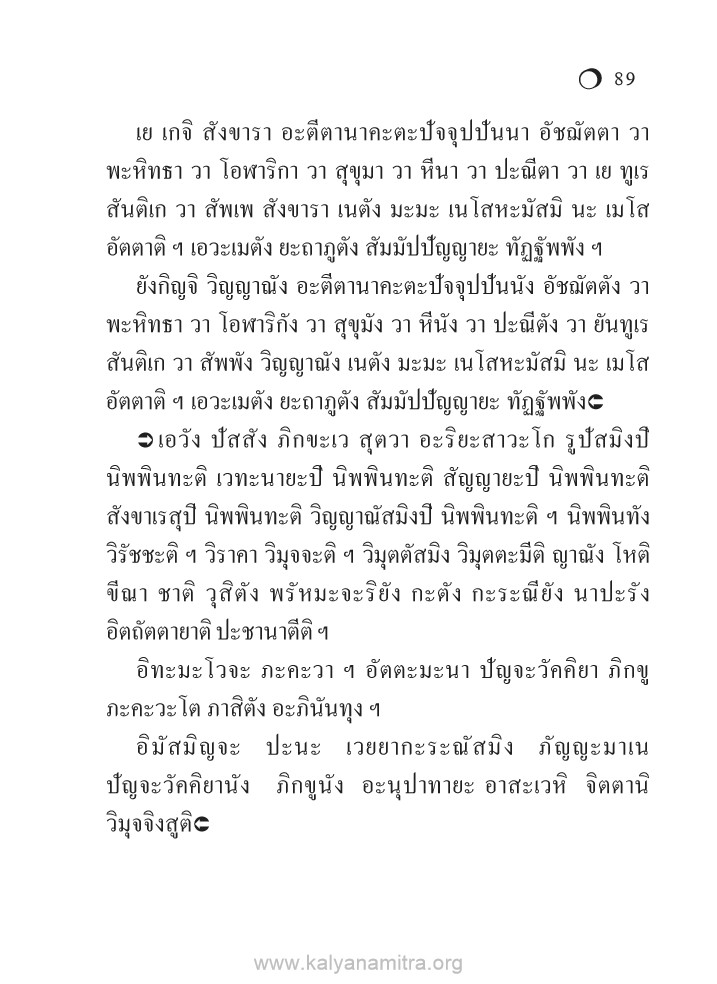 89
เย เกจิ สังขารา อะตีตานาคะตะปัจจุปปันนา อัชฌัตตา วา
พะหิทธา วา โอฬาริกา วา สุขุมา วา หีนา วา ปะณีตา วา เย ทูเร
สันติเก วา สัพเพ สังขารา เนตัง มะมะ เนโสหะมัสมิ นะ เมโส
อัตตาติ ฯ เอวะเมตัง ยะถาภูตัง สัมมัปปัญญายะ ทัฏฐัพพัง ฯ
ยังกิญจิ วิญญาณัง อะตีตานาคะตะปัจจุปปันนัง อัชฌัตตัง วา
พะหิทธา วา โอฬาริกัง วา สุขุมัง วา หีนัง วา ปะณีตัง วา ยันทูเร
สันติเก วา สัพพัง วิญญาณัง เนตัง มะมะ เนโสหะมัสมิ นะ เมโส
อัตตาติ ฯ เอวะเมตัง ยะถาภูตัง สัมมัปปัญญายะ ทัฏฐัพพัง➲
➲เอวัง ปัสสัง ภิกขะเว สุตวา อะริยะสาวะโก รูปัสมิงปิ
นิพพินทะติ เวทะนายะปิ นิพพินทะติ สัญญายะปิ นิพพินทะติ
สังขาเรสุปิ นิพพินทะติ วิญญาณัสมิงปิ นิพพินทะติ ฯ นิพพินทัง
วิรัชชะติ ฯ วิราคา วิมุจจะติ ฯ วิมุตตัสมิง วิมุตตะมีติ ญาณัง โหติ
ขีณา ชาติ วุสิตัง พรัหมะจะริยัง กะตัง กะระณียัง นาปะรัง
อิตถัตตายาติ ปะชานาตีติ ฯ
อิทะมะโวจะ ภะคะวา ฯ อัตตะมะนา ปัญจะวัคคิยา ภิกขู
ภะคะวะโต ภาสิตัง อะภินันทุง ฯ
อิมัสมิญจะ ปะนะ เวยยากะระณัสมิง ภัญญะมาเน
ปัญจะวัคคิยานัง ภิกขูนัง อะนุปาทายะ อาสะเวหิ จิตตานิ
วิมุจจิงสูติ➲
www.kalyanamitra.org